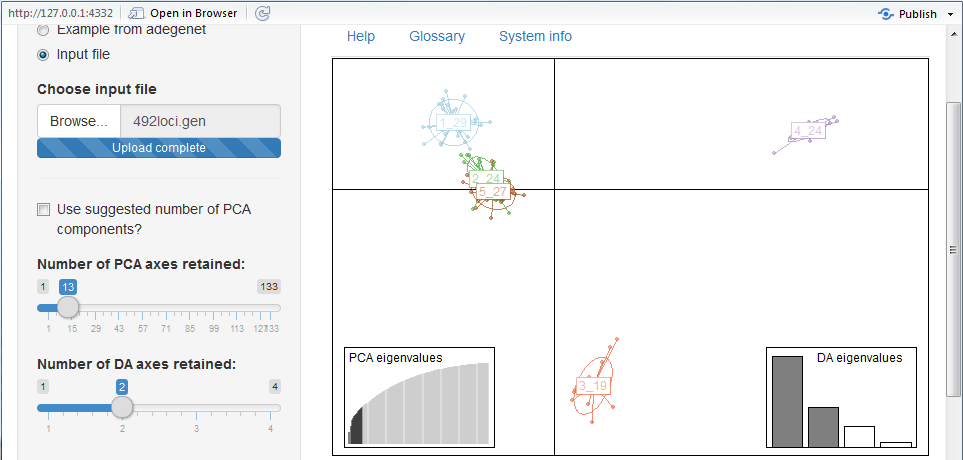 http://127.0.0.1:4332
Open in Browser
Publish
Example from adegenet
Input file
Choose input file
Browse...
492loci.gen
Upload complete
Use suggested number of PCA
components?
Number of PCA axes retained:
1 13 133
1 15 29 43 57 71 85 99 113 127 133
Number of DA axes retained:
1 2 4
1 2 3 4
Help Glossary System info
1_29
4_24
2_24
5_27
3_19
PCA eigenvalues
DA eigenvalues